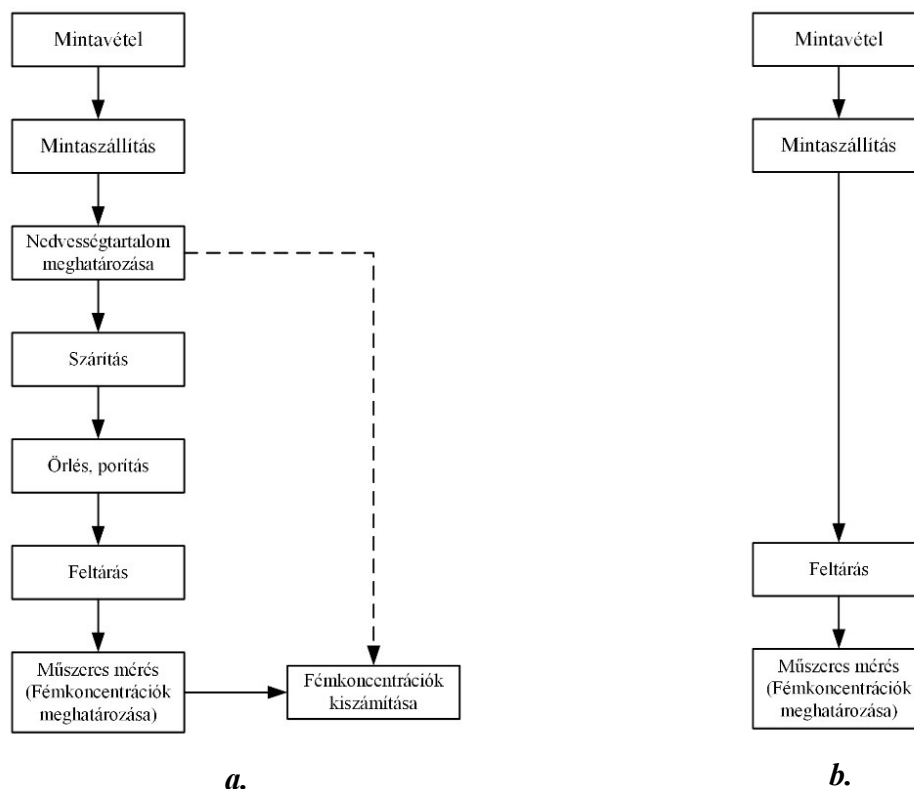 Mintavétel
Mintaszállítás
Nedvességtartalom
meghatározása
Szárítás
Őrlés, porítás
Feltárás
Műszeres mérés
(Fémkoncentrációk
meghatározása)
Fémkoncentrációk
kiszámítása
a.
Mintavétel
Mintaszállítás
Feltárás
Műszeres mérés
(Fémkoncentrációk
meghatározása)
b.